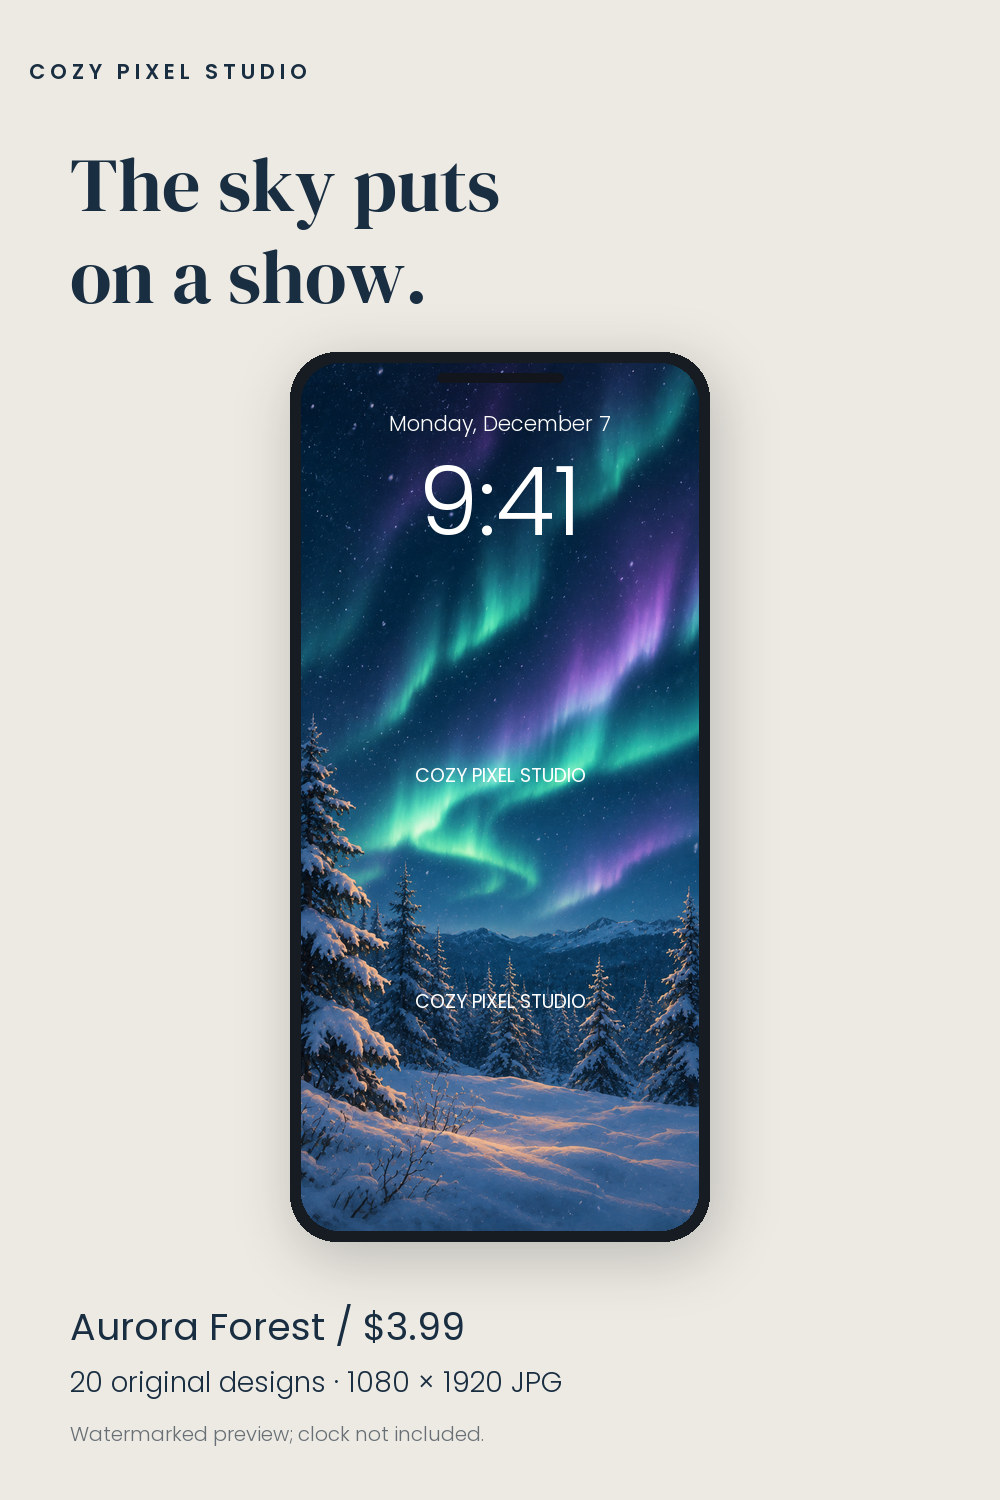 COZY PIXEL STUDIO
The sky puts
on a show.
Monday, December 7
9:41
COZY PIXEL STUDIO
COZY PIXEL STUDIO
Aurora Forest / $3.99
20 original designs · 1080 × 1920 JPG
Watermarked preview; clock not included.